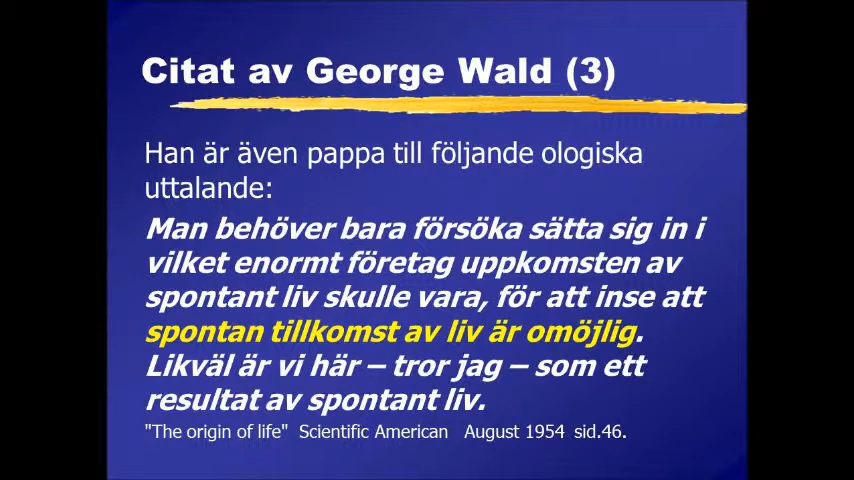 Citat av George Wald (3)
Han är även pappa till följande ologiska
uttalande:
Man behöver bara försöka sätta sig in i
vilket enormt företag uppkomsten av
spontant liv skulle vara, för att inse att
spontan tillkomst av liv är omöjlig.
Likväl är vi här – tror jag – som ett
resultat av spontant liv.
"The origin of life" Scientific American August 1954 sid.46.